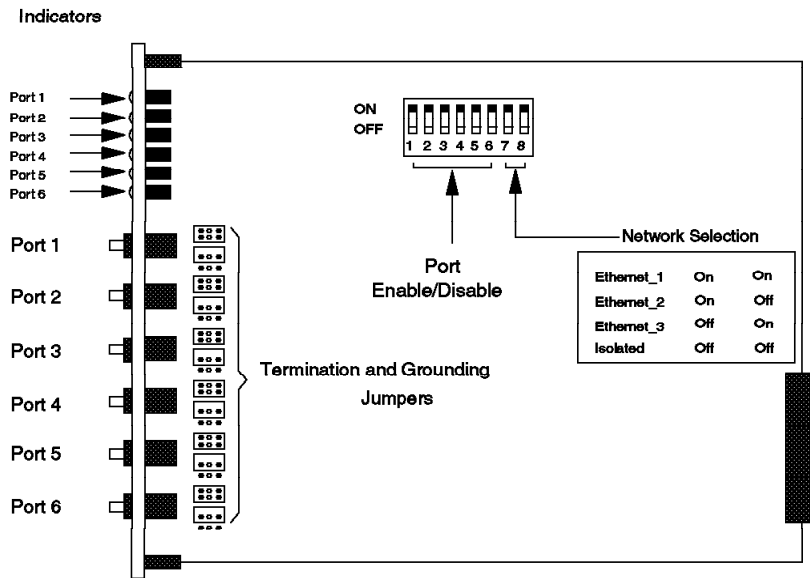 Indicators
Port 1
Port 2
Port 3
Port 4
Port 5
Port 6
ON
OFF
1 2 3 4 5 6 7 8
Port 1
Port 2
Port 3
Port 4
Port 5
Port 6
Port
Enable/Disable
Network Selection
Ethernet_1 On On
Ethernet_2 On Off
Ethernet_3 Off On
Isolated Off Off
Termination and Grounding
Jumpers